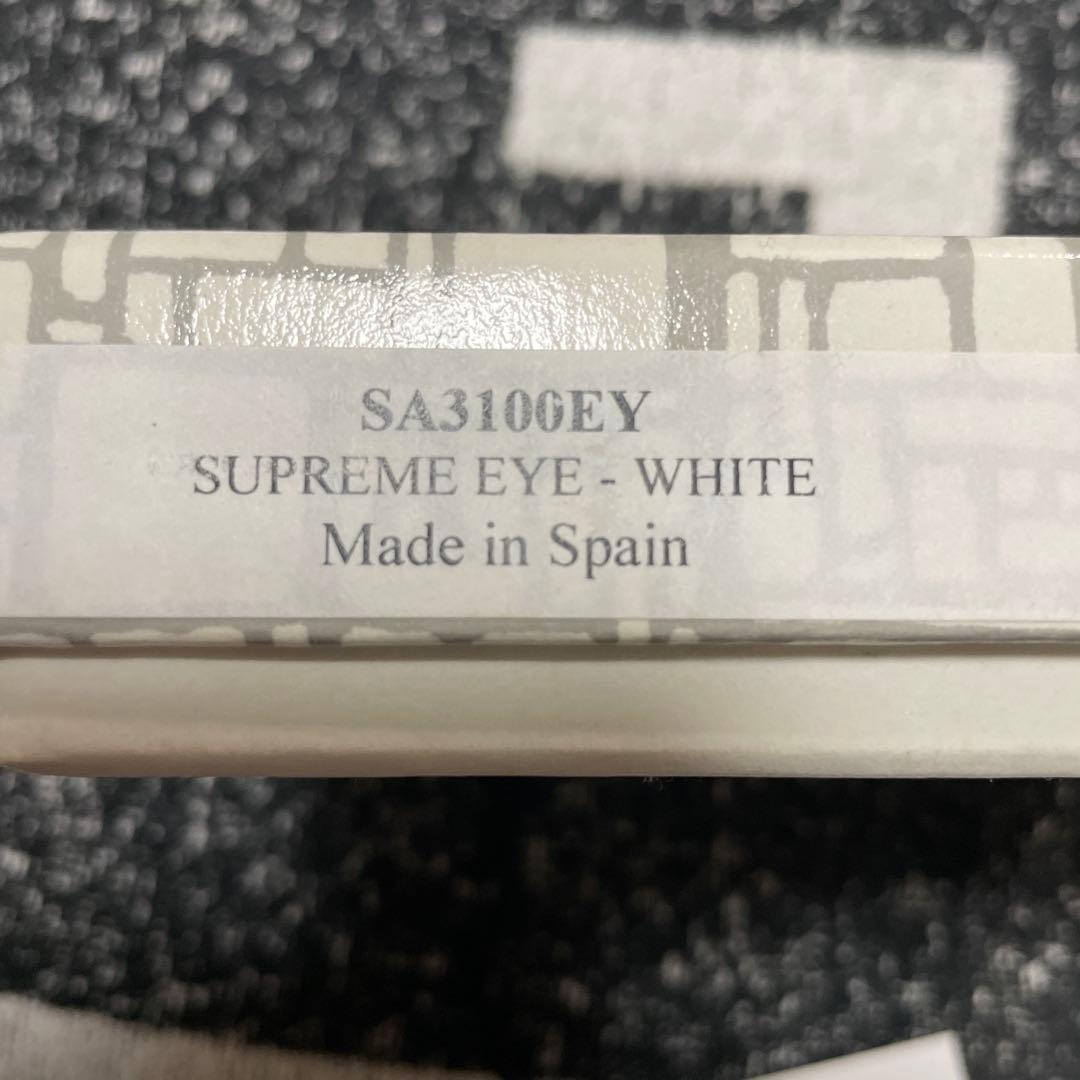 SA3100EY
SUPREME EYE - WHITE
Made in Spain